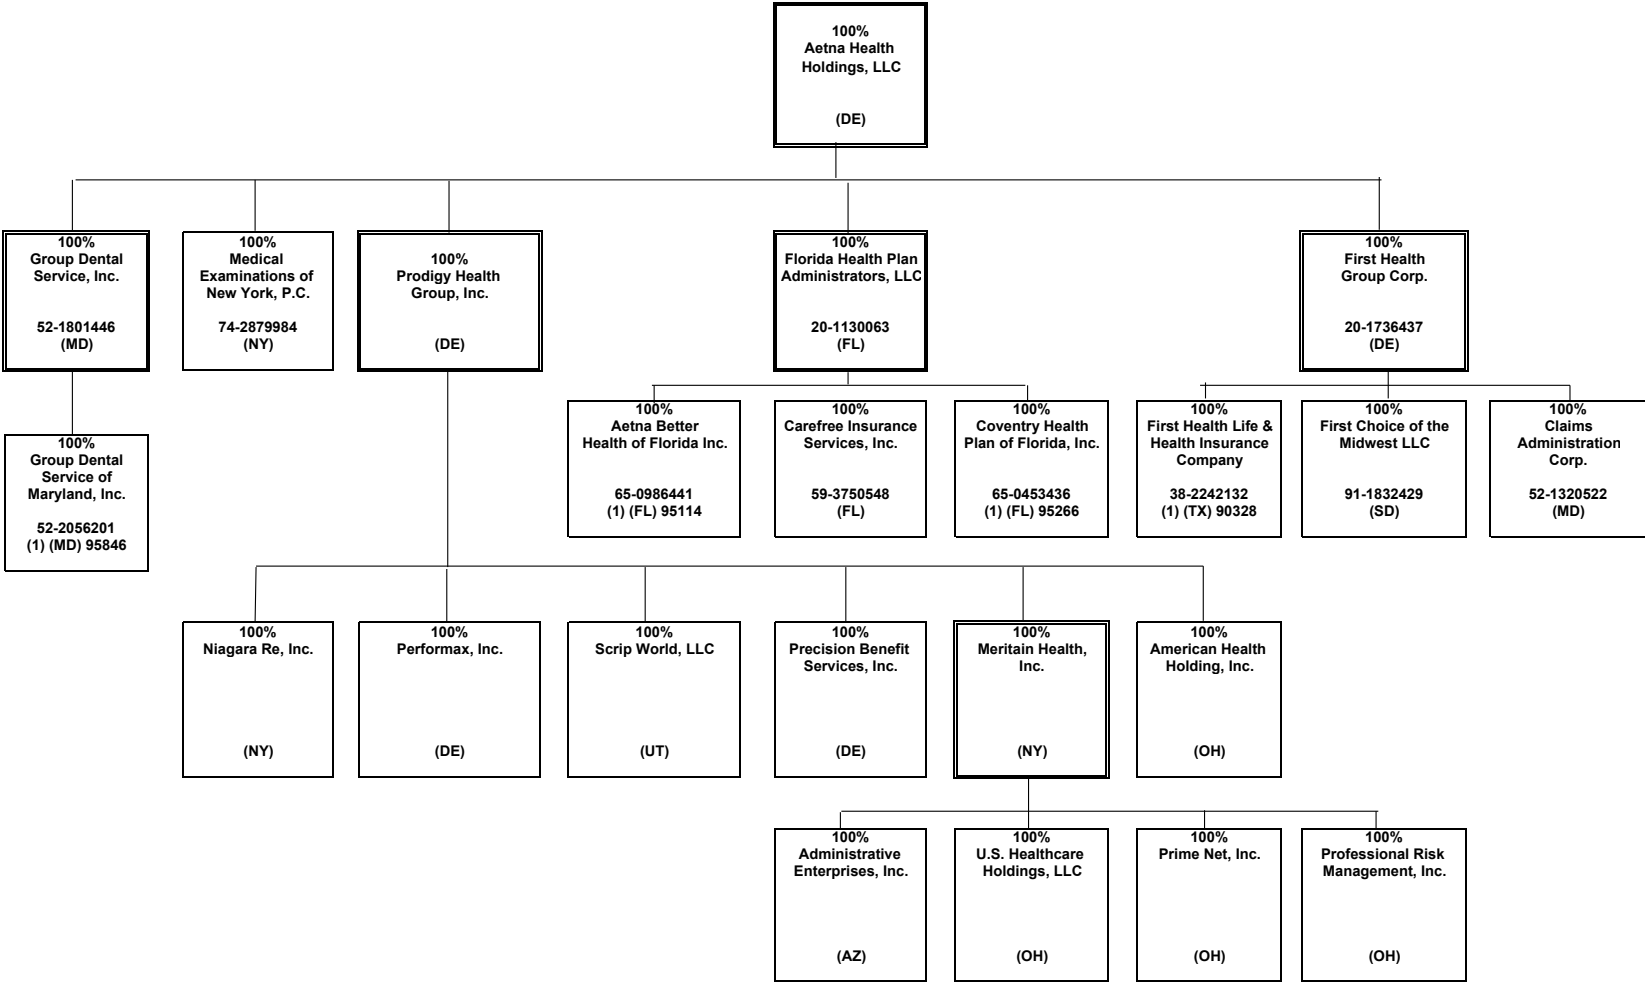 100%
Aetna Health
Holdings, LLC
(DE)
100%
Group Dental
Service, Inc.
52-1801446
(MD)
100%
Medical
Examinations of
New York, P.C.
74-2879984
(NY)
100%
Prodigy Health
Group, Inc.
(DE)
100%
Florida Health Plan
Administrators, LLC
20-1130063
(FL)
100%
First Health
Group Corp.
20-1736437
(DE)
100%
Group Dental
Service of
Maryland, Inc.
52-2056201
(1) (MD) 95846
100%
Aetna Better
Health of Florida Inc.
65-0986441
(1) (FL) 95114
100%
Carefree Insurance
Services, Inc.
59-3750548
(FL)
100%
Coventry Health
Plan of Florida, Inc.
65-0453436
(1) (FL) 95266
100%
First Health Life &
Health Insurance
Company
38-2242132
(1) (TX) 90328
100%
First Choice of the
Midwest LLC
91-1832429
(SD)
100%
Claims
Administration
Corp.
52-1320522
(MD)
100%
Niagara Re, Inc.
(NY)
100%
Performax, Inc.
(DE)
100%
Scrip World, LLC
(UT)
100%
Precision Benefit
Services, Inc.
(DE)
100%
Meritain Health,
Inc.
(NY)
100%
American Health
Holding, Inc.
(OH)
100%
Administrative
Enterprises, Inc.
(AZ)
100%
U.S. Healthcare
Holdings, LLC
(OH)
100%
Prime Net, Inc.
(OH)
100%
Professional Risk
Management, Inc.
(OH)